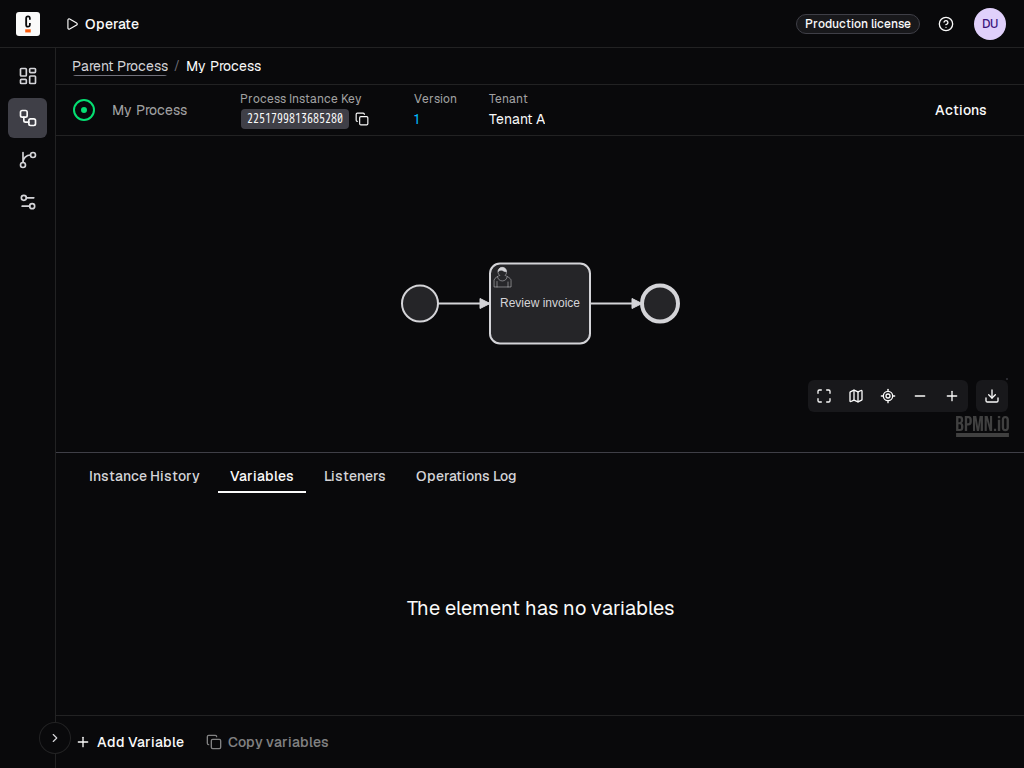 C
Operate
Production license
DU
Parent Process / My Process
My Process
Process Instance Key
2251799813685280
Version
1
Tenant
Tenant A
Actions
Review invoice
BPMN.iO
Instance History
Variables
Listeners
Operations Log
The element has no variables
Add Variable
Copy variables